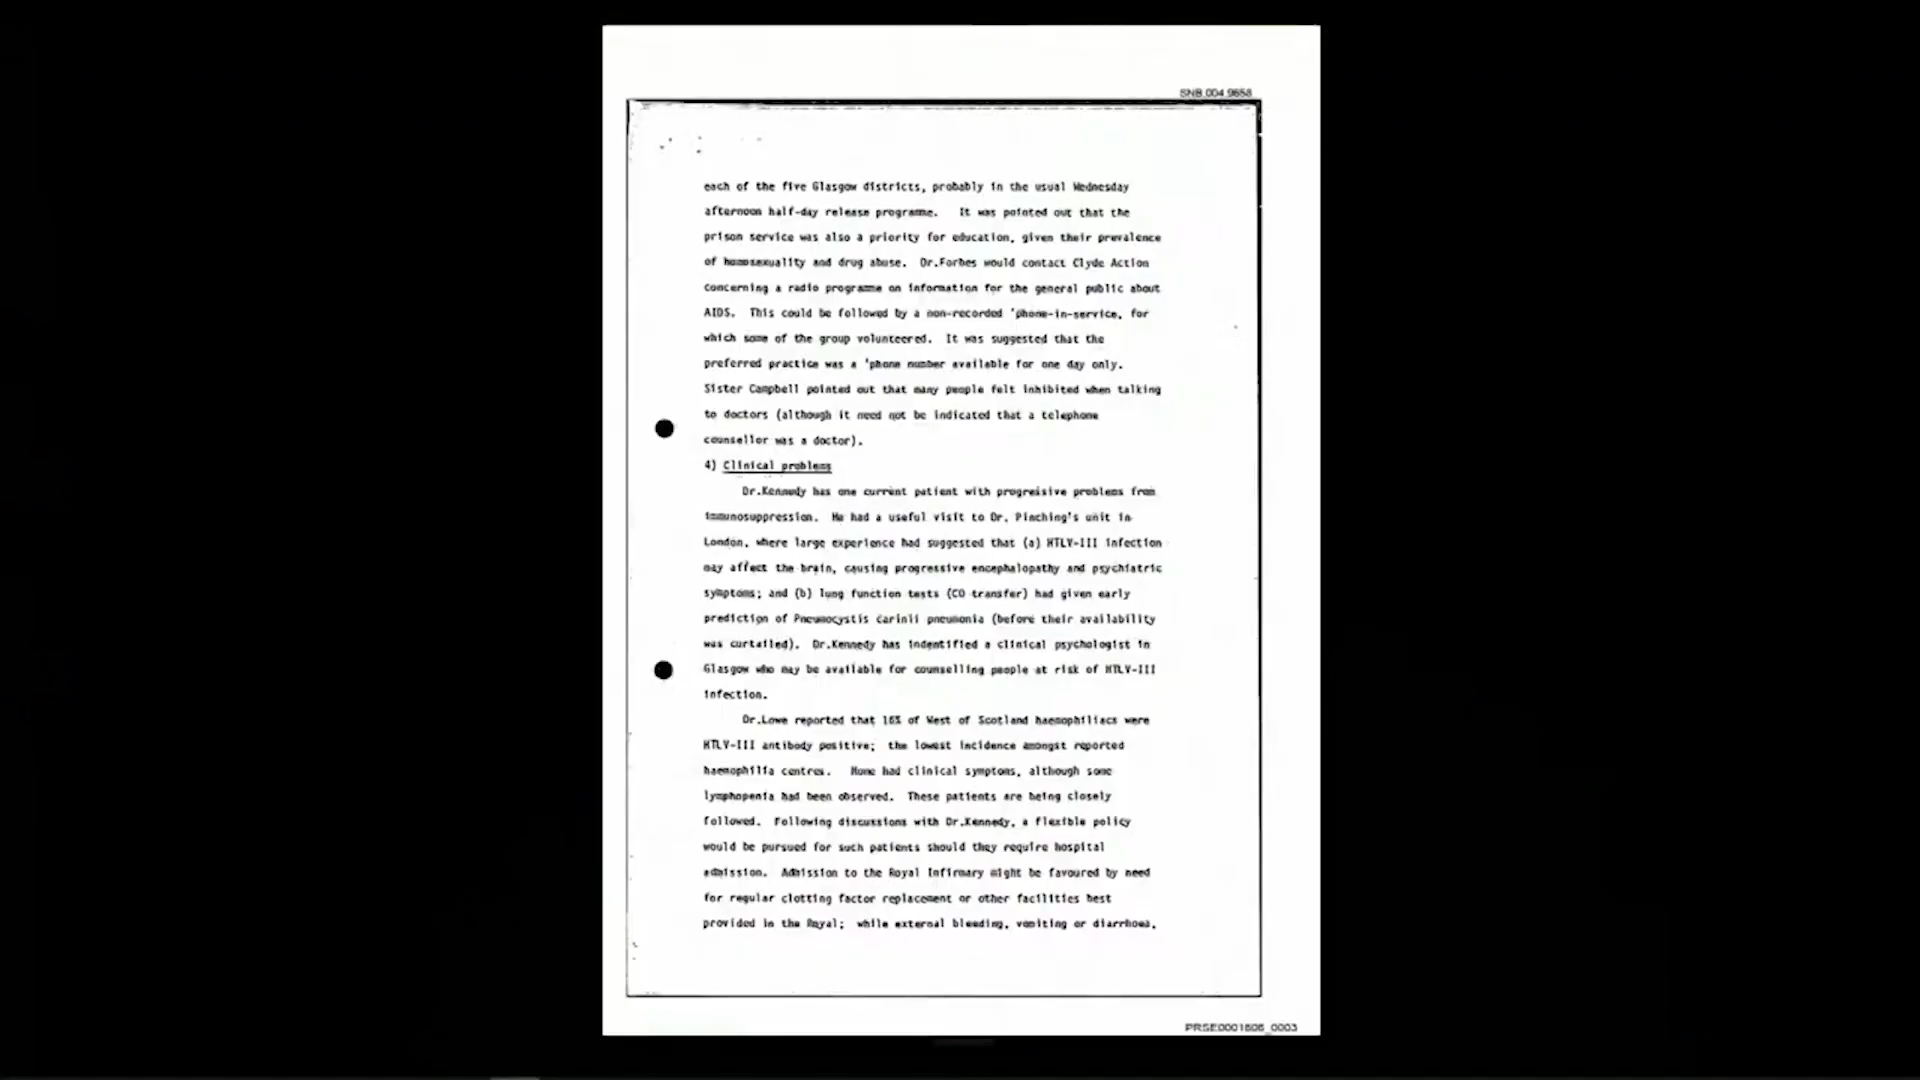 SNB.004.9658
each of the five Glasgow districts, probably in the usual Wednesday
afternoon half-day release programme. It was pointed out that the
prison service was also a priority for education, given their prevalence
of homosexuality and drug abuse. Dr.Forbes would contact Clyde Action
concerning a radio programme on information for the general public about
AIDS. This could be followed by a non-recorded 'phone-in-service, for
which some of the group volunteered. It was suggested that the
preferred practice was a 'phone number available for one day only.
Sister Campbell pointed out that many people felt inhibited when talking
to doctors (although it need not be indicated that a telephone
counsellor was a doctor).
4) Clinical problems
Dr.Kennedy has one current patient with progreisive problems from
immunosuppression. He had a useful visit to Dr. Pinching's unit in
London, where large experience had suggested that (a) HTLV-III infection
may affect the brain, causing progressive encephalopathy and psychiatric
symptoms; and (b) lung function tests (CO transfer) had given early
prediction of Pneumocystis carinii pneumonia (before their availability
was curtailed). Dr.Kennedy has indentified a clinical psychologist in
Glasgow who may be available for counselling people at risk of HTLV-III
infection.
Dr.Lowe reported that 16% of West of Scotland haemophiliacs were
HTLV-III antibody positive; the lowest incidence amongst reported
haemophilia centres. None had clinical symptoms, although some
lymphopenia had been observed. These patients are being closely
followed. Following discussions with Dr.Kennedy, a flexible policy
would be pursued for such patients should they require hospital
admission. Admission to the Royal Infirmary might be favoured by need
for regular clotting factor replacement or other facilities best
provided in the Royal; while external bleeding, vomiting or diarrhoea,
PRSE0001606_0003